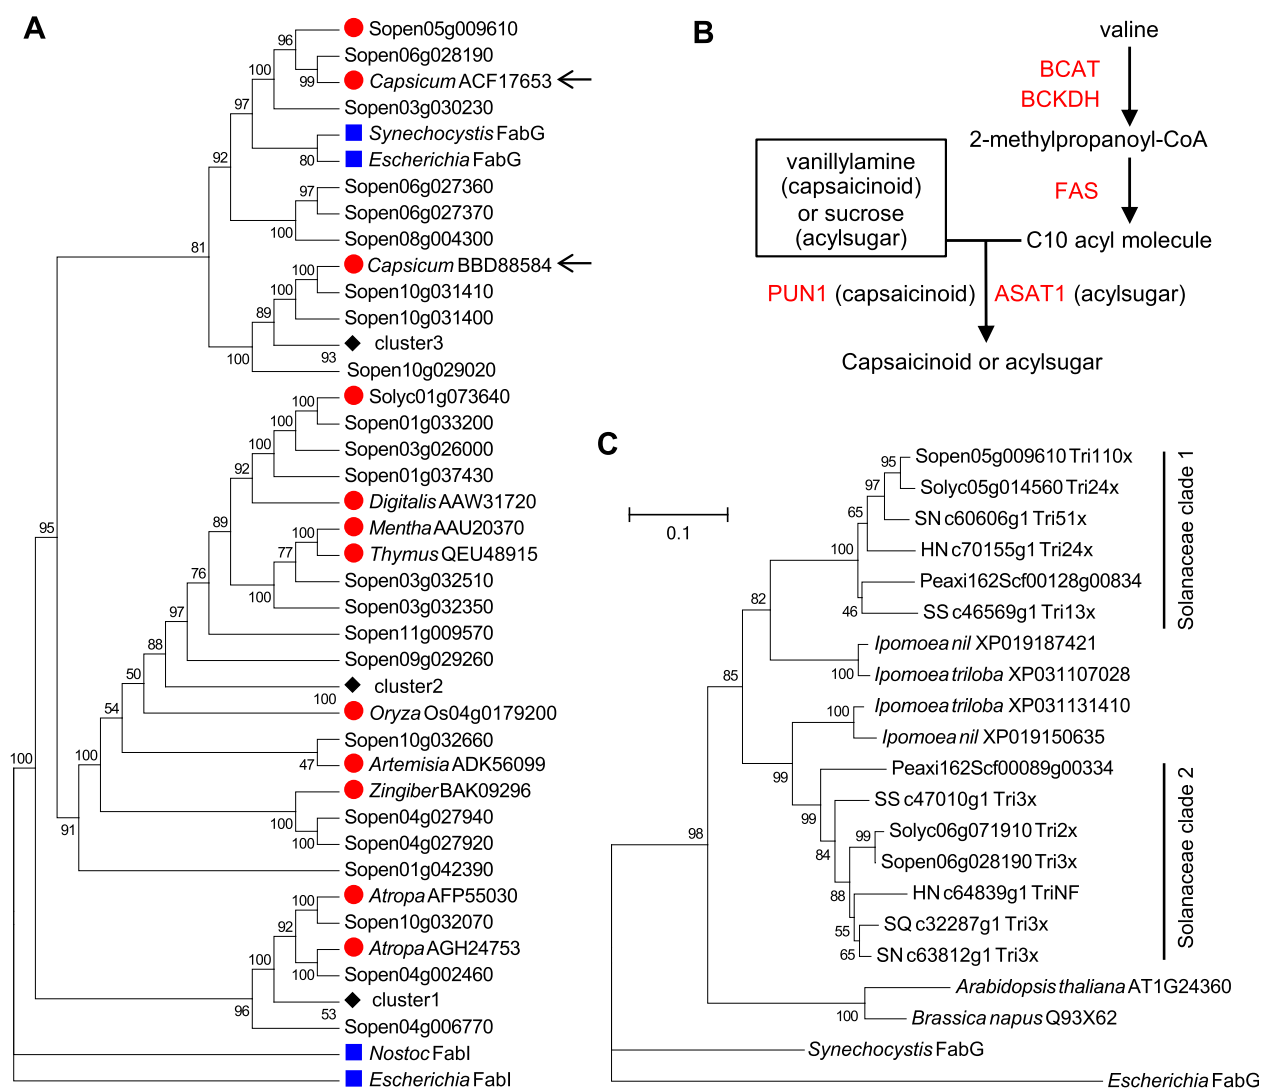 A
96
Sopen05g009610
Sopen06g028190
100
99
Capsicum ACF17653
97
Sopen03g030230
Synechocystis FabG
92
80
Escherichia FabG
97
Sopen06g027360
Sopen06g027370
100
Sopen08g004300
81
100
Capsicum BBD88584
100
Sopen10g031410
89
Sopen10g031400
100
93
cluster3
Sopen10g029020
100
Solyc01g073640
100
Sopen01g033200
100
Sopen03g026000
92
Sopen01g037430
Digitalis AAW31720
89
100
Mentha AAU20370
77
Thymus QEU48915
76
Sopen03g032510
100
Sopen03g032350
97
Sopen11g009570
88
Sopen09g029260
50
100
cluster2
54
Oryza Os04g0179200
Sopen10g032660
95
100
47
Artemisia ADK56099
Zingiber BAK09296
100
Sopen04g027940
91
100
Sopen04g027920
Sopen01g042390
100
100
Atropa AFP55030
92
Sopen10g032070
Atropa AGH24753
100
100
Sopen04g002460
96
53
cluster1
Sopen04g006770
Nostoc FabI
Escherichia FabI
B
valine
BCAT
BCKDH
2-methylpropanoyl-CoA
FAS
vanillylamine
(capsaicinoid)
or sucrose
(acylsugar)
C10 acyl molecule
PUN1 (capsaicinoid)
ASAT1 (acylsugar)
Capsaicinoid or acylsugar
C
0.1
95
Sopen05g009610 Tri110x
97
Solyc05g014560 Tri24x
65
SN c60606g1 Tri51x
100
HN c70155g1 Tri24x
Peaxi162Scf00128g00834
46
SS c46569g1 Tri13x
Solanaceae clade 1
82
Ipomoea nil XP019187421
100
Ipomoea triloba XP031107028
85
100
Ipomoea triloba XP031131410
Ipomoea nil XP019150635
99
Peaxi162Scf00089g00334
99
SS c47010g1 Tri3x
84
99
Solyc06g071910 Tri2x
Sopen06g028190 Tri3x
88
HN c64839g1 TriNF
55
SQ c32287g1 Tri3x
65
SN c63812g1 Tri3x
Solanaceae clade 2
98
Arabidopsis thaliana AT1G24360
100
Brassica napus Q93X62
Synechocystis FabG
Escherichia FabG